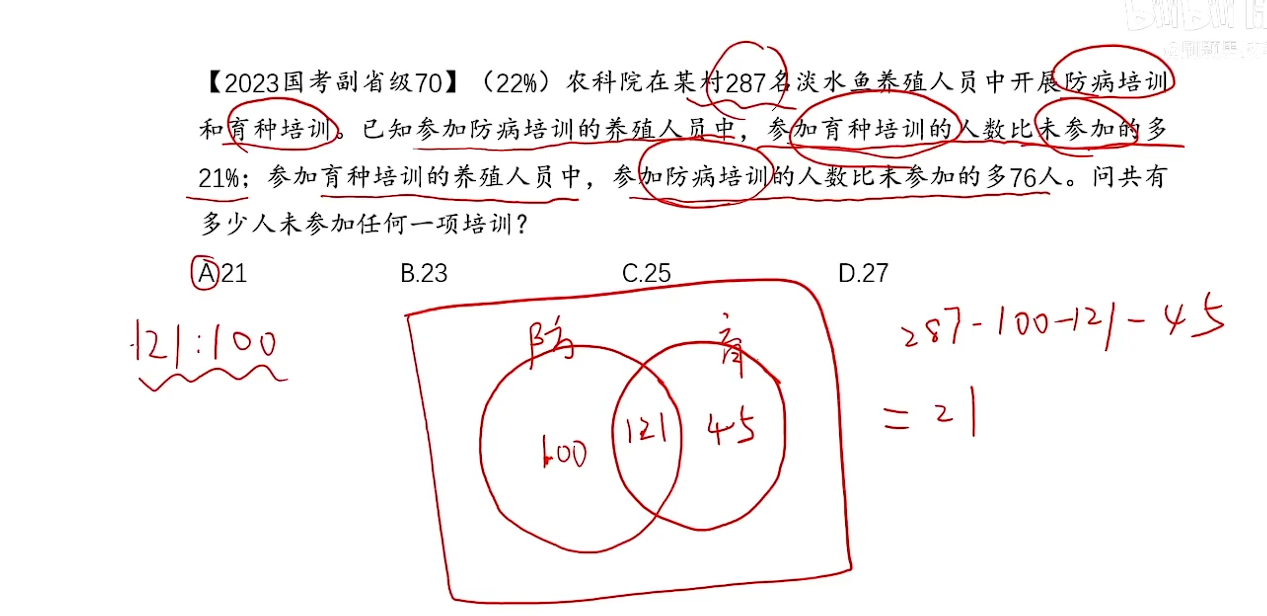 【2023国考副省级70】（22%）农科院在某村287名淡水鱼养殖人员中开展防病培训
和育种培训。已知参加防病培训的养殖人员中，参加育种培训的人数比未参加的多
21%；参加育种培训的养殖人员中，参加防病培训的人数比未参加的多76人。问共有
多少人未参加任何一项培训？
A.21 B.23 C.25 D.27
121:100
防 育
287-100-121-45
100 121 45
=21